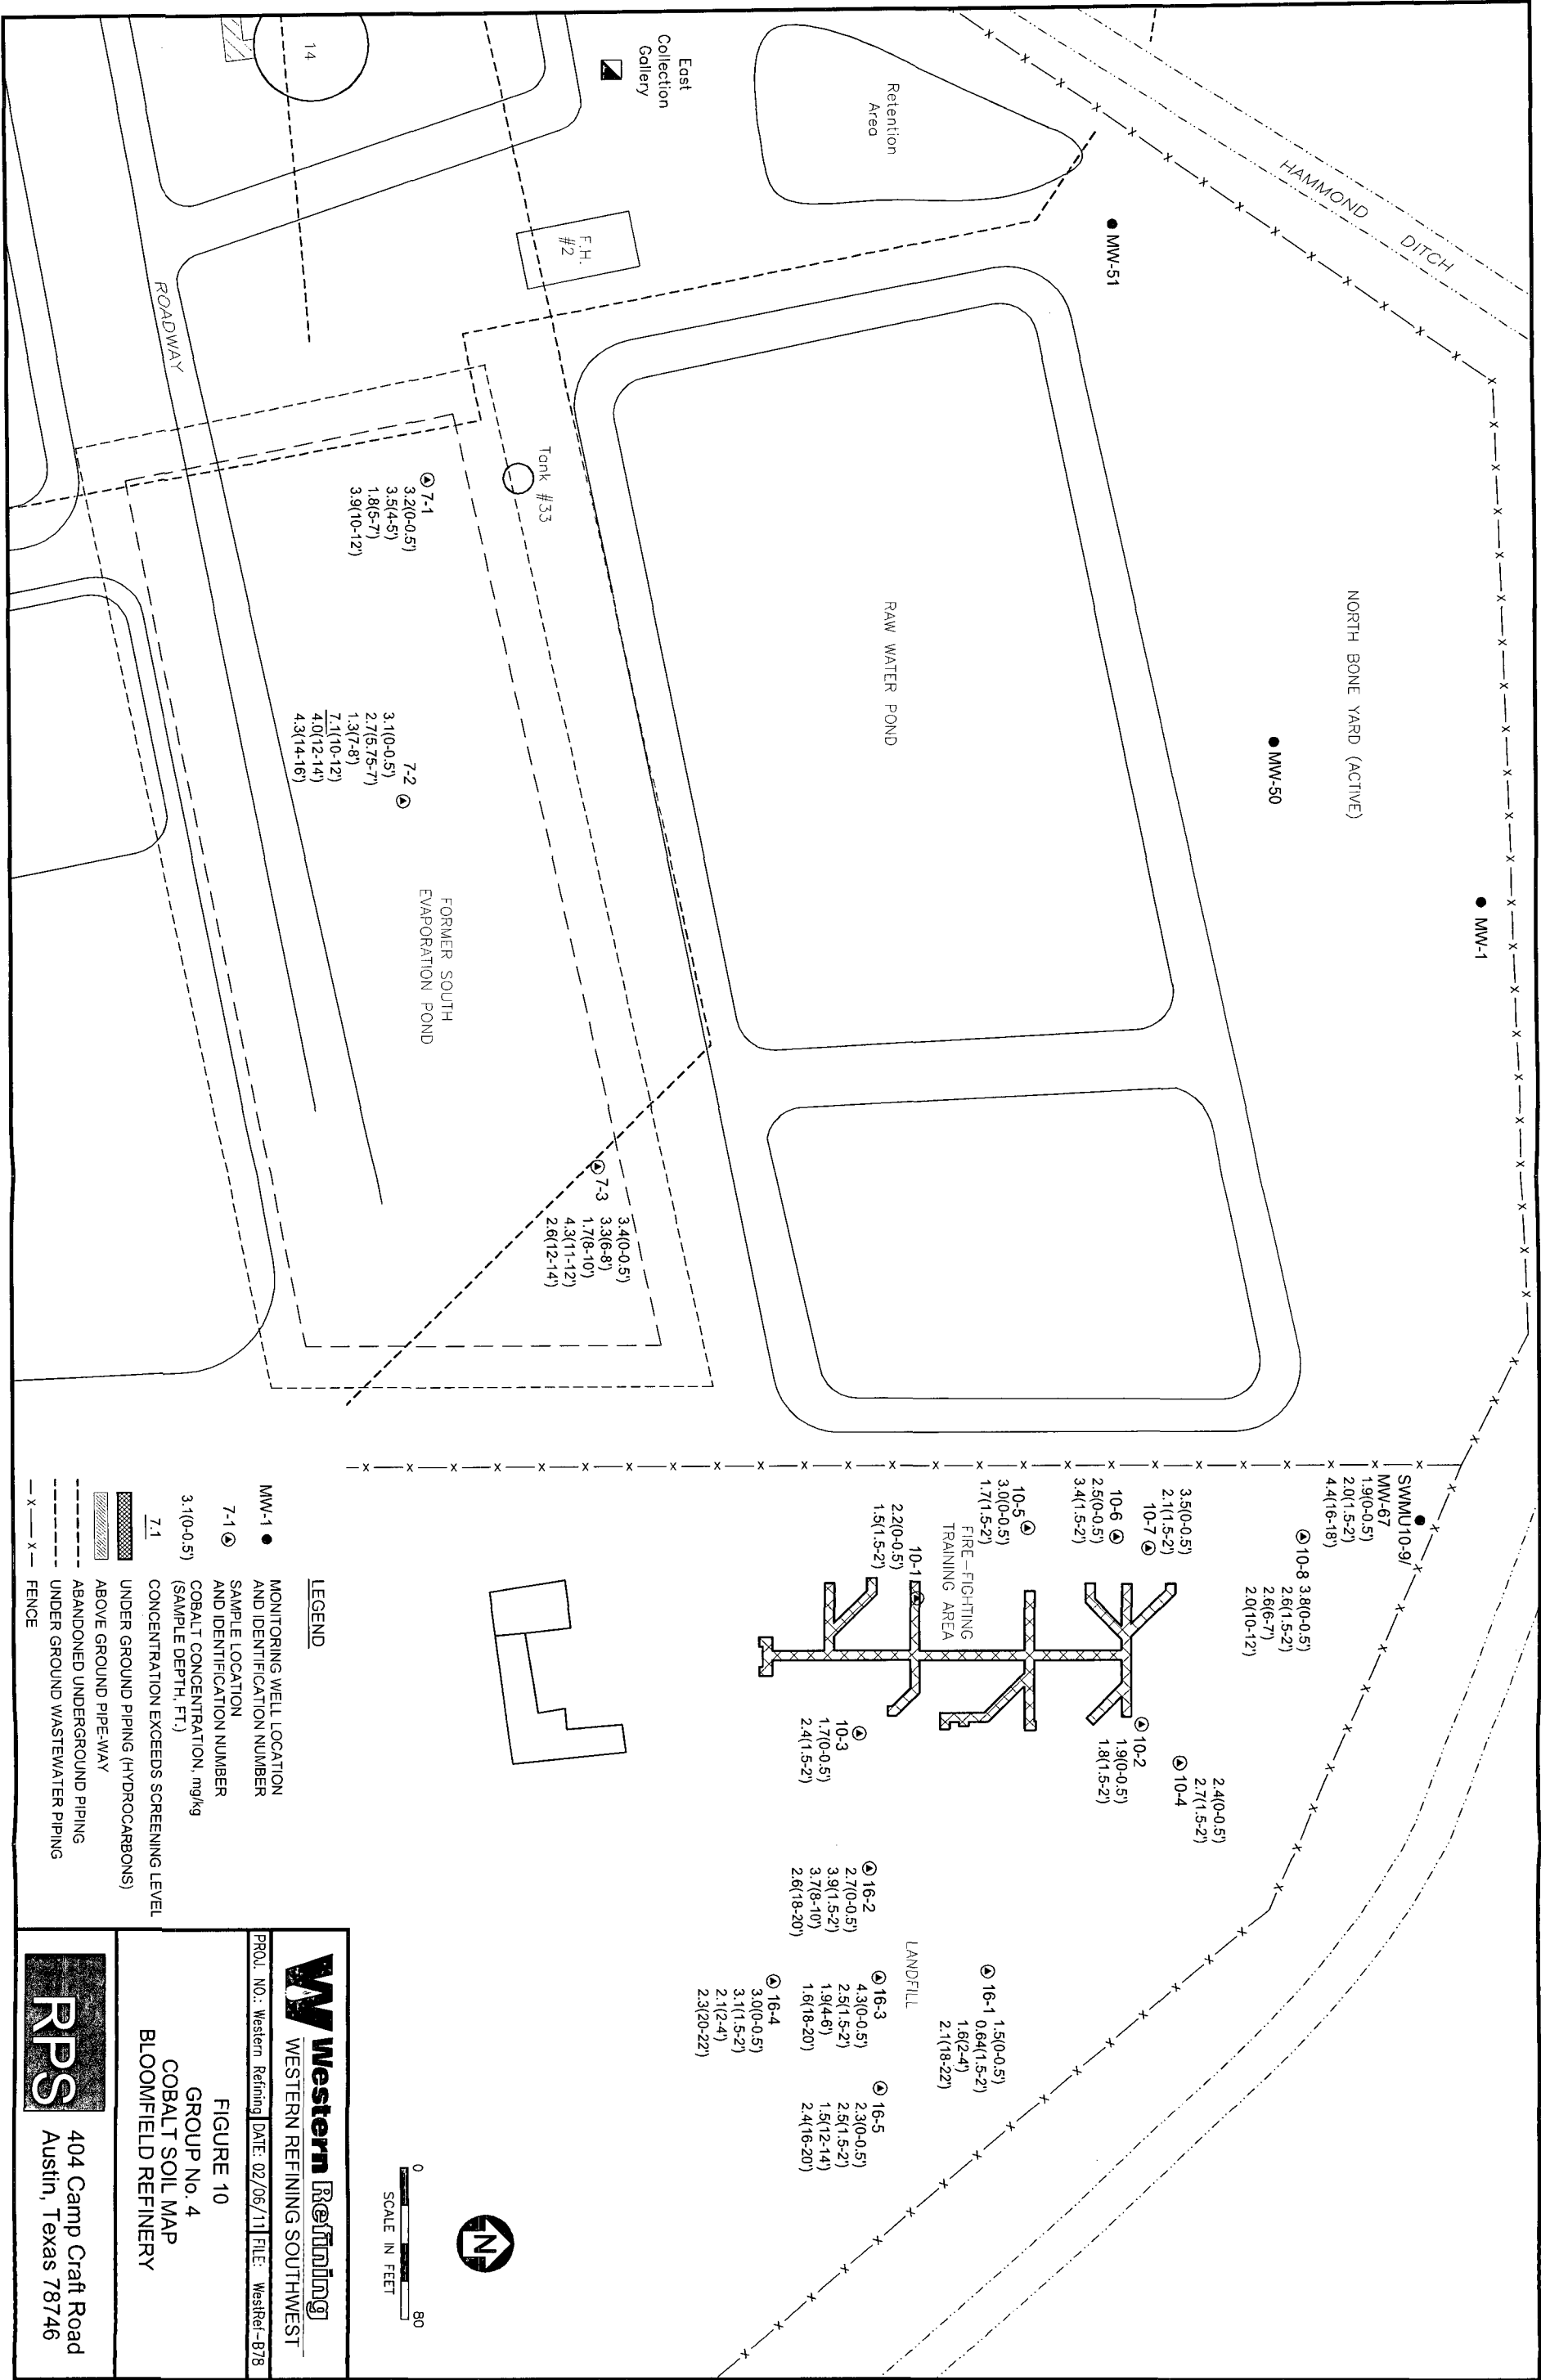 East
Collection
Gallery
14
Retention
Area
HAMMOND DITCH
F.H.
#2
MW-51
ROADWAY
Tank #33
NORTH BONE YARD (ACTIVE)
RAW WATER POND
MW-50
MW-1
7-1
3.2(0-0.5')
3.5(4-5')
1.8(5-7')
3.9(10-12')
7-2
3.1(0-0.5')
2.7(5.75-7')
1.3(7-8')
7.1(10-12')
4.0(12-14')
4.3(14-16')
FORMER SOUTH
EVAPORATION POND
7-3
3.4(0-0.5')
3.3(6-8')
1.7(8-10')
4.3(11-12')
2.6(12-14')
SWMU10-9/
MW-67
1.9(0-0.5')
2.0(1.5-2')
4.4(16-18')
10-8 3.8(0-0.5')
2.6(1.5-2')
2.6(6-7')
2.0(10-12')
3.5(0-0.5')
2.1(1.5-2')
10-7
10-6
2.5(0-0.5')
3.4(1.5-2')
10-5
3.0(0-0.5')
1.7(1.5-2')
FIRE-FIGHTING
TRAINING AREA
10-1
2.2(0-0.5')
1.5(1.5-2')
10-2
1.9(0-0.5')
1.8(1.5-2')
2.4(0-0.5')
2.7(1.5-2')
10-4
10-3
1.7(0-0.5')
2.4(1.5-2')
16-2
2.7(0-0.5')
3.9(1.5-2')
3.7(8-10')
2.6(18-20')
LANDFILL
16-1 1.5(0-0.5')
0.64(1.5-2')
1.6(2-4')
2.1(18-22')
16-3
4.3(0-0.5')
2.5(1.5-2')
1.9(4-6')
1.6(18-20')
16-4
3.0(0-0.5')
3.1(1.5-2')
2.1(2-4')
2.3(20-22')
16-5
2.3(0-0.5')
2.5(1.5-2')
1.5(12-14')
2.4(16-20')
LEGEND
MW-1 MONITORING WELL LOCATION
AND IDENTIFICATION NUMBER
7-1 SAMPLE LOCATION
AND IDENTIFICATION NUMBER
3.1(0-0.5') COBALT CONCENTRATION, mg/kg
(SAMPLE DEPTH, FT.)
7.1 CONCENTRATION EXCEEDS SCREENING LEVEL
UNDER GROUND PIPING (HYDROCARBONS)
ABOVE GROUND PIPE-WAY
ABANDONED UNDERGROUND PIPING
UNDER GROUND WASTEWATER PIPING
x x FENCE
N
0 80
SCALE IN FEET
Western Refining
WESTERN REFINING SOUTHWEST
PROJ. NO.: Western Refining DATE: 02/06/11 FILE: WestRef-B78
FIGURE 10
GROUP No. 4
COBALT SOIL MAP
BLOOMFIELD REFINERY
RPS
404 Camp Craft Road
Austin, Texas 78746